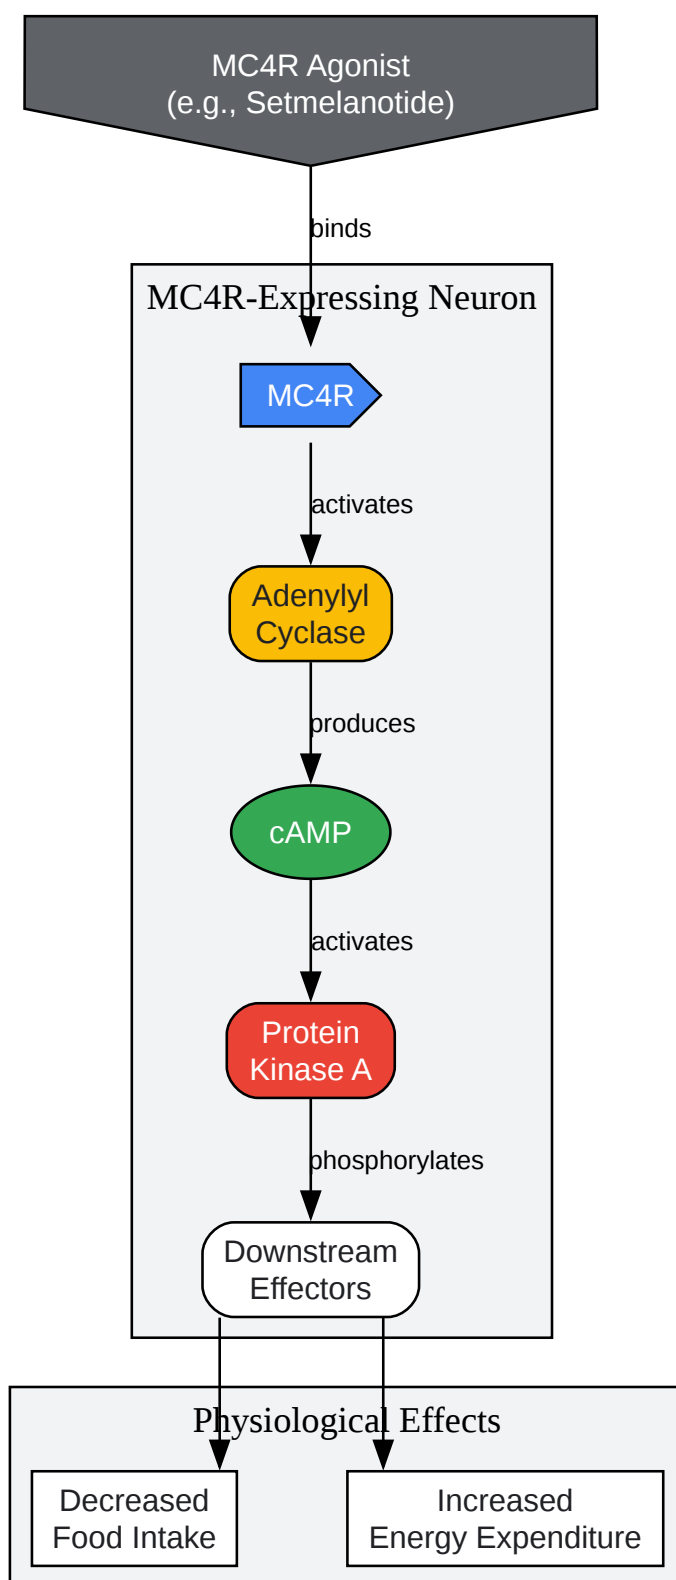 MC4R Agonist
(e.g., Setmelanotide)
binds
MC4R-Expressing Neuron
MC4R
activates
Adenylyl
Cyclase
produces
cAMP
activates
Protein
Kinase A
phosphorylates
Downstream
Effectors
Physiological Effects
Decreased
Food Intake
Increased
Energy Expenditure